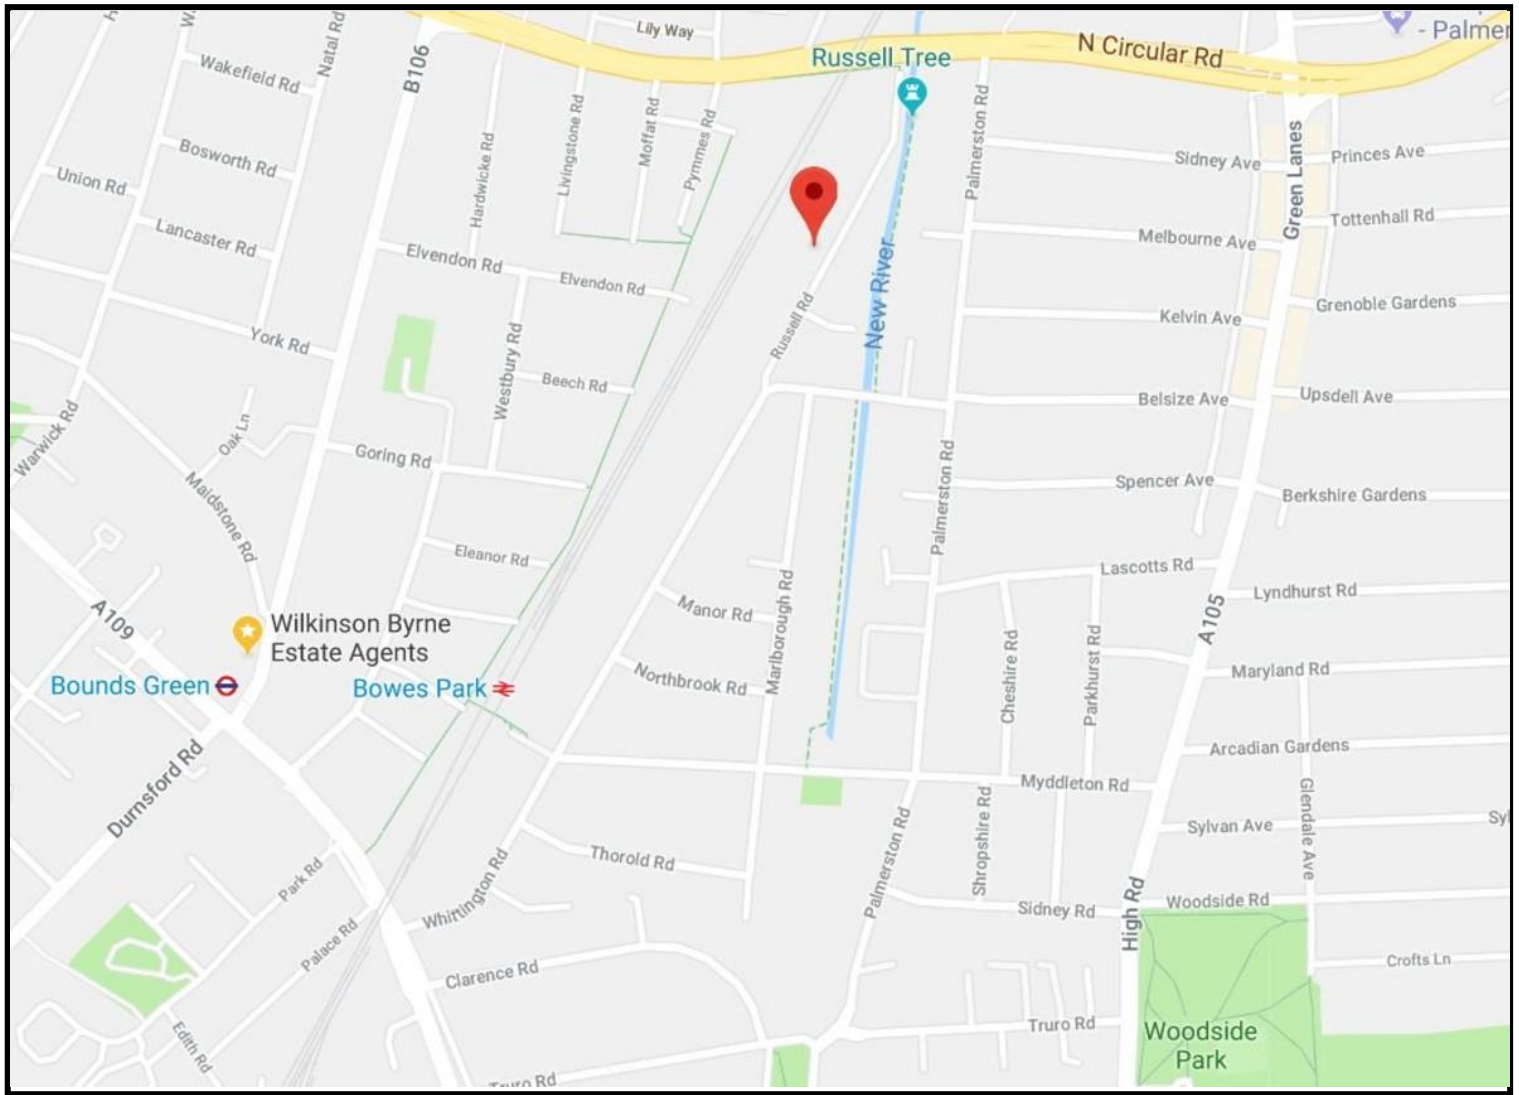 Lily Way
N Circular Rd
- Palmer
Russell Tree
Natal Rd
B106
Wakefield Rd
Bosworth Rd
Union Rd
Lancaster Rd
Hardwicke Rd
Livingstone Rd
Moffat Rd
Pymmes Rd
Palmerston Rd
Sidney Ave
Green Lanes
Princes Ave
Tottenhall Rd
Melbourne Ave
Elvendon Rd
Elvendon Rd
New River
Russell Rd
Kelvin Ave
Grenoble Gardens
York Rd
Westbury Rd
Beech Rd
Belsize Ave
Upsdell Ave
Warwick Rd
Oak Ln
Goring Rd
Palmerston Rd
Spencer Ave
Berkshire Gardens
Maidstone Rd
Eleanor Rd
Lascotts Rd
Lyndhurst Rd
A109
Wilkinson Byrne
Estate Agents
Manor Rd
Marlborough Rd
A105
Cheshire Rd
Parkhurst Rd
Maryland Rd
Bounds Green
Bowes Park
Northbrook Rd
Durnsford Rd
Arcadian Gardens
Myddleton Rd
Glendale Ave
Sylvan Ave
Syl
Shropshire Rd
Palmerston Rd
Thorold Rd
Park Rd
Whittington Rd
Sidney Rd
High Rd
Woodside Rd
Palace Rd
Clarence Rd
Crofts Ln
Edith Rd
Truro Rd
Woodside
Park
Truro Rd